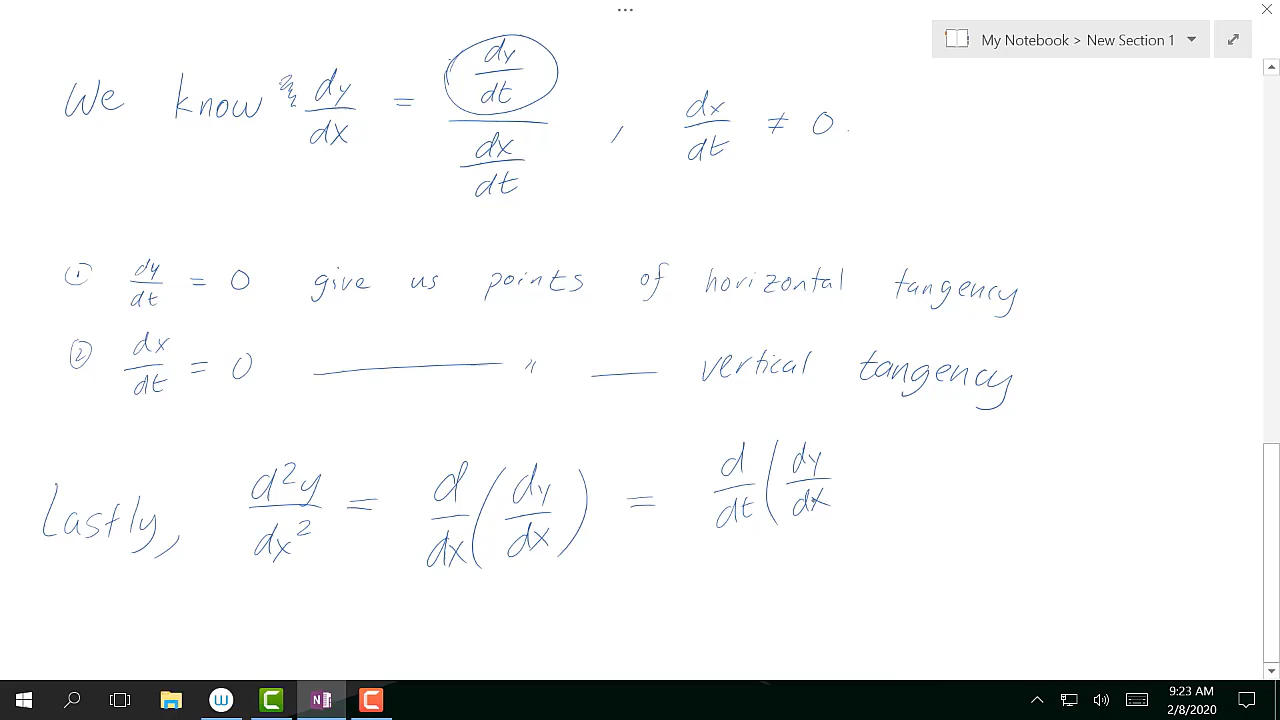 ...
My Notebook > New Section 1
We know dy/dx = (dy/dt)/(dx/dt) , dx/dt ≠ 0.
① dy/dt = 0 give us points of horizontal tangency
② dx/dt = 0 ——— " —— vertical tangency
Lastly, d²y/dx² = d/dx (dy/dx) = d/dt (dy/dx
9:23 AM
2/8/2020